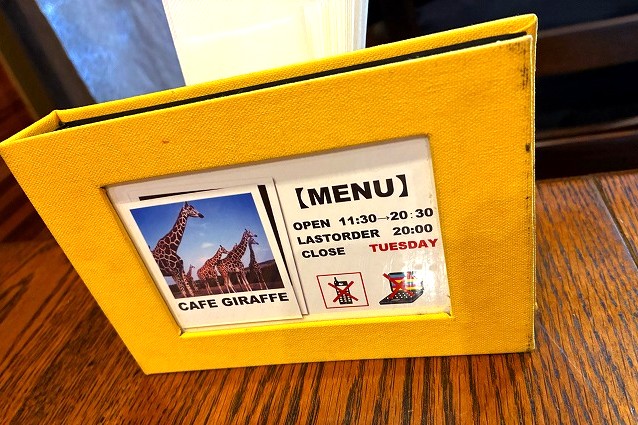 【MENU】
OPEN 11:30→20:30
LASTORDER 20:00
CLOSE TUESDAY
CAFE GIRAFFE